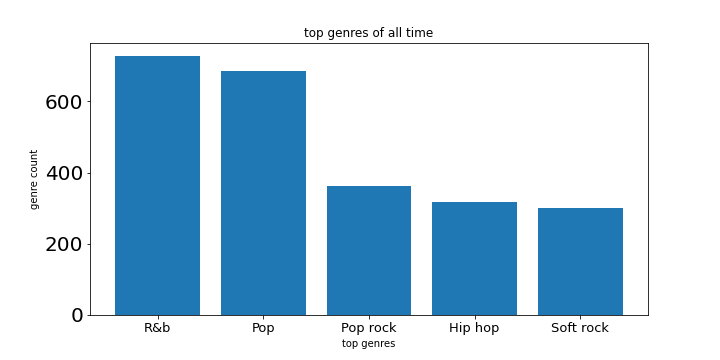 top genres of all time
genre count
600
400
200
0
R&b Pop Pop rock Hip hop Soft rock
top genres